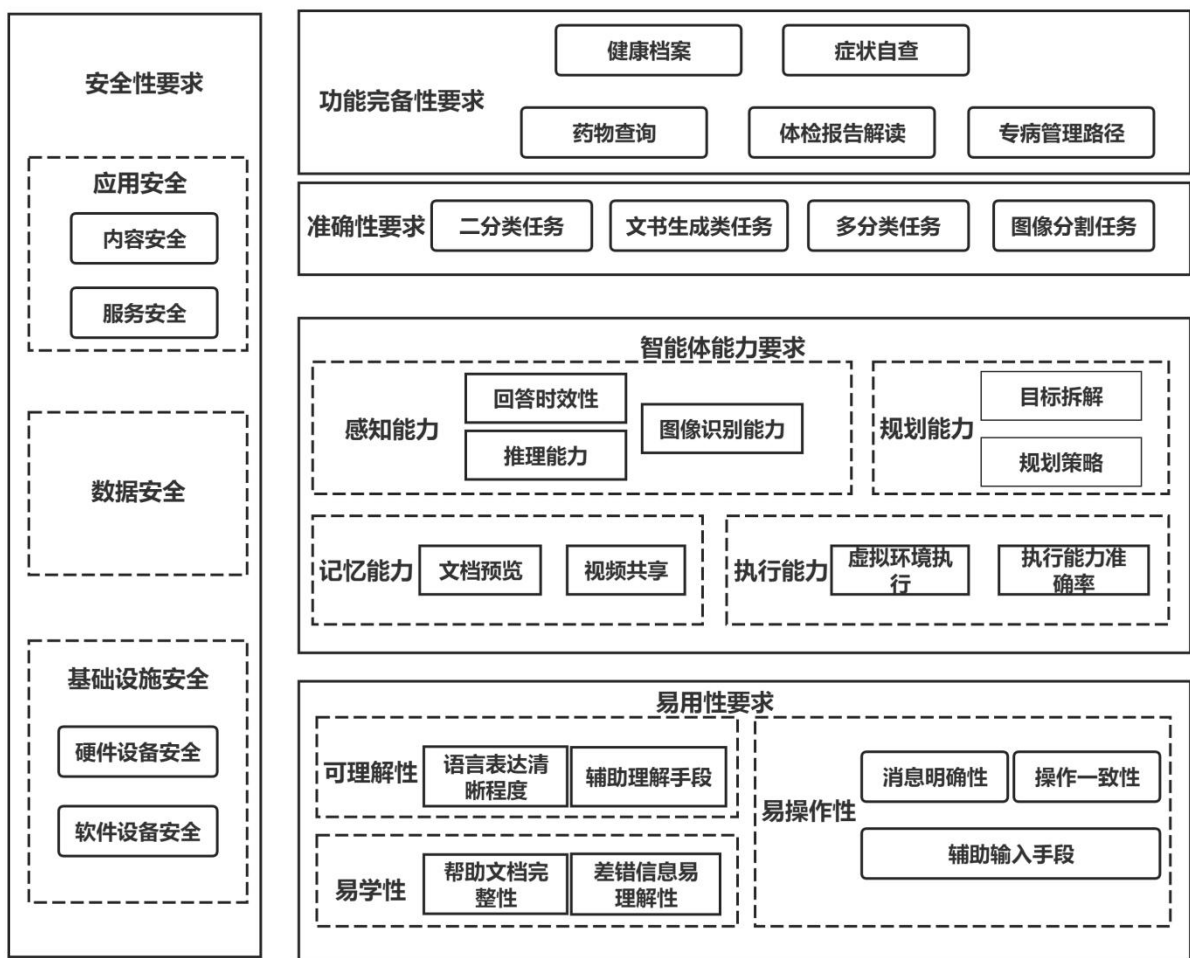 安全性要求
应用安全
内容安全
服务安全
数据安全
基础设施安全
硬件设备安全
软件设备安全
健康档案
症状自查
功能完备性要求
药物查询
体检报告解读
专病管理路径
准确性要求
二分类任务
文书生成类任务
多分类任务
图像分割任务
智能体能力要求
感知能力
回答时效性
推理能力
图像识别能力
规划能力
目标拆解
规划策略
记忆能力
文档预览
视频共享
执行能力
虚拟环境执
行
执行能力准
确率
易用性要求
可理解性
语言表达清
晰程度
辅助理解手段
易学性
帮助文档完
整性
差错信息易
理解性
易操作性
消息明确性
操作一致性
辅助输入手段